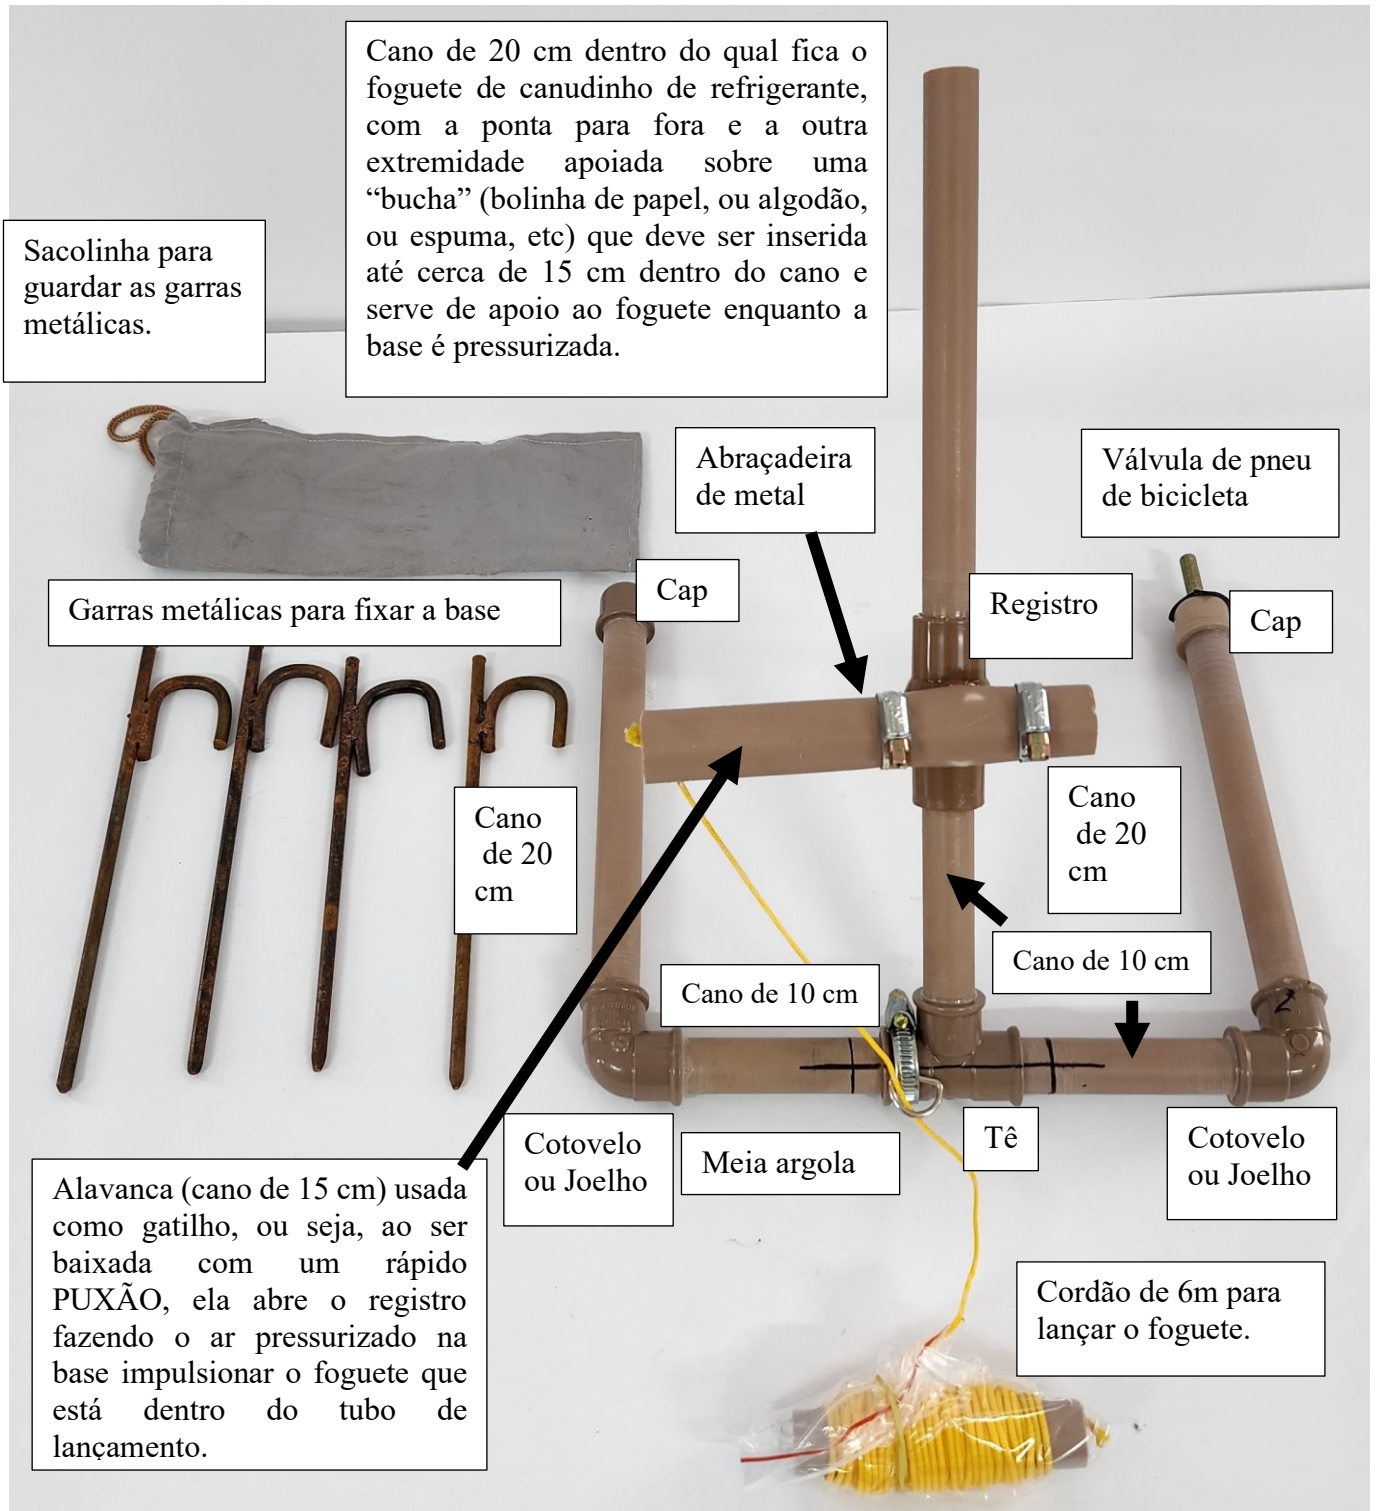 Cano de 20 cm dentro do qual fica o
foguete de canudinho de refrigerante,
com a ponta para fora e a outra
extremidade apoiada sobre uma
“bucha” (bolinha de papel, ou algodão,
ou espuma, etc) que deve ser inserida
até cerca de 15 cm dentro do cano e
serve de apoio ao foguete enquanto a
base é pressurizada.
Sacolinha para
guardar as garras
metálicas.
Abraçadeira
de metal
Válvula de pneu
de bicicleta
Cap
Registro
Cap
Garras metálicas para fixar a base
Cano
de 20
cm
Cano
de 20
cm
Cano de 10 cm
Cano de 10 cm
Cotovelo
ou Joelho
Meia argola
Tê
Cotovelo
ou Joelho
Alavanca (cano de 15 cm) usada
como gatilho, ou seja, ao ser
baixada com um rápido
PUXÃO, ela abre o registro
fazendo o ar pressurizado na
base impulsionar o foguete que
está dentro do tubo de
lançamento.
Cordão de 6m para
lançar o foguete.